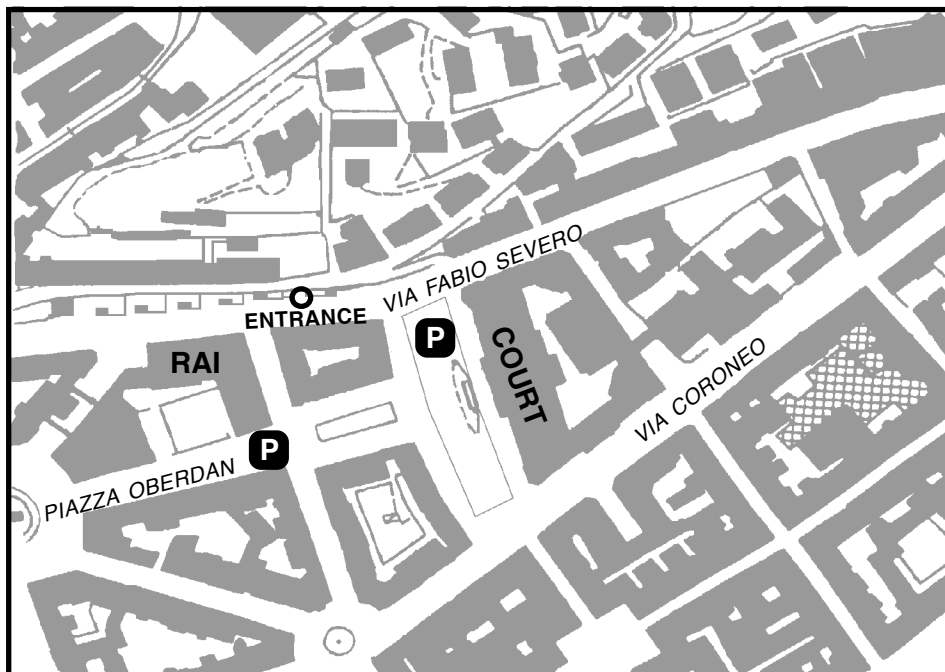 VIA FABIO SEVERO
ENTRANCE
P
RAI
COURT
VIA CORONEO
P
PIAZZA OBERDAN